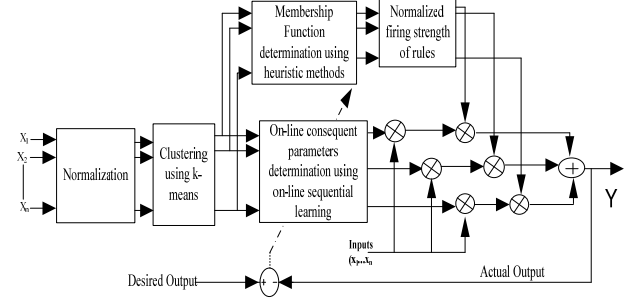 Membership
Function
determination using
heuristic methods
Normalized
firing strength
of rules
X1
X2
Xn
Normalization
Clustering
using k-
means
On-line consequent
parameters
determination using
on-line sequential
learning
+
Y
Inputs
(x1,..xn
Desired Output
+ -
Actual Output